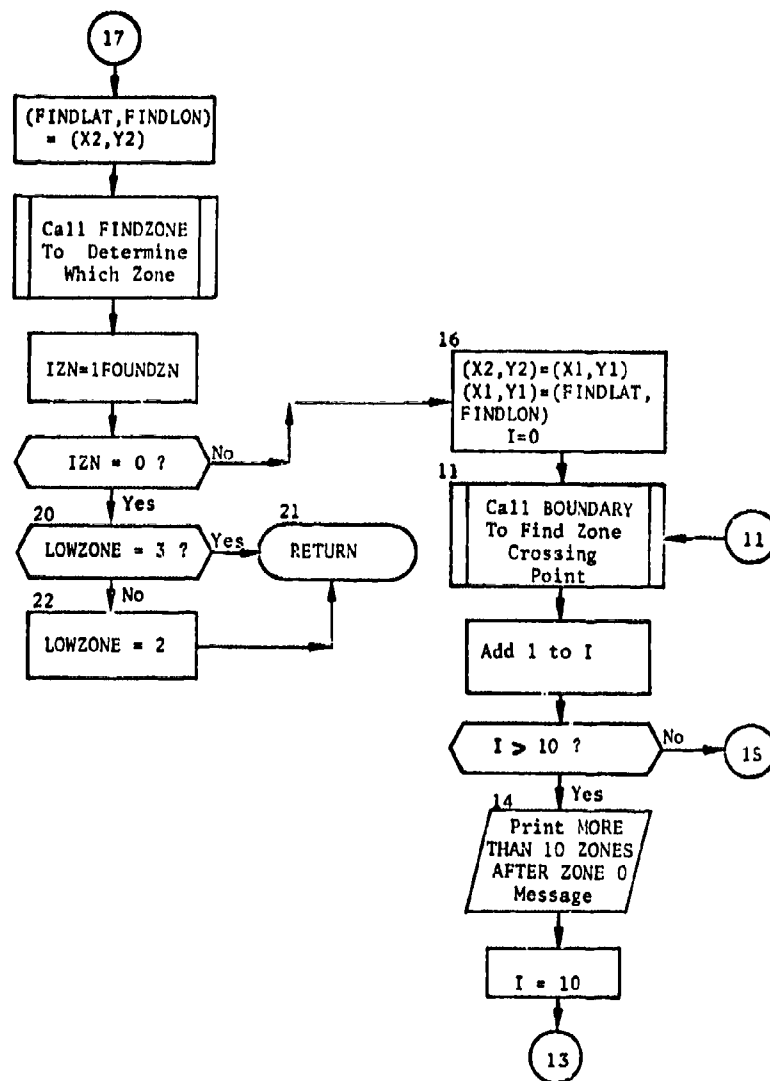 17
(FINDLAT,FINDLON)
= (X2,Y2)
Call FINDZONE
To Determine
Which Zone
IZN=1FOUNDZN
IZN = 0 ?
No
Yes
20
LOWZONE = 3 ?
Yes
No
21
RETURN
22
LOWZONE = 2
16
(X2,Y2)=(X1,Y1)
(X1,Y1)=(FINDLAT,
FINDLON)
I=0
11
Call BOUNDARY
To Find Zone
Crossing
Point
11
Add 1 to I
I > 10 ?
No
15
Yes
14
Print MORE
THAN 10 ZONES
AFTER ZONE 0
Message
I = 10
13